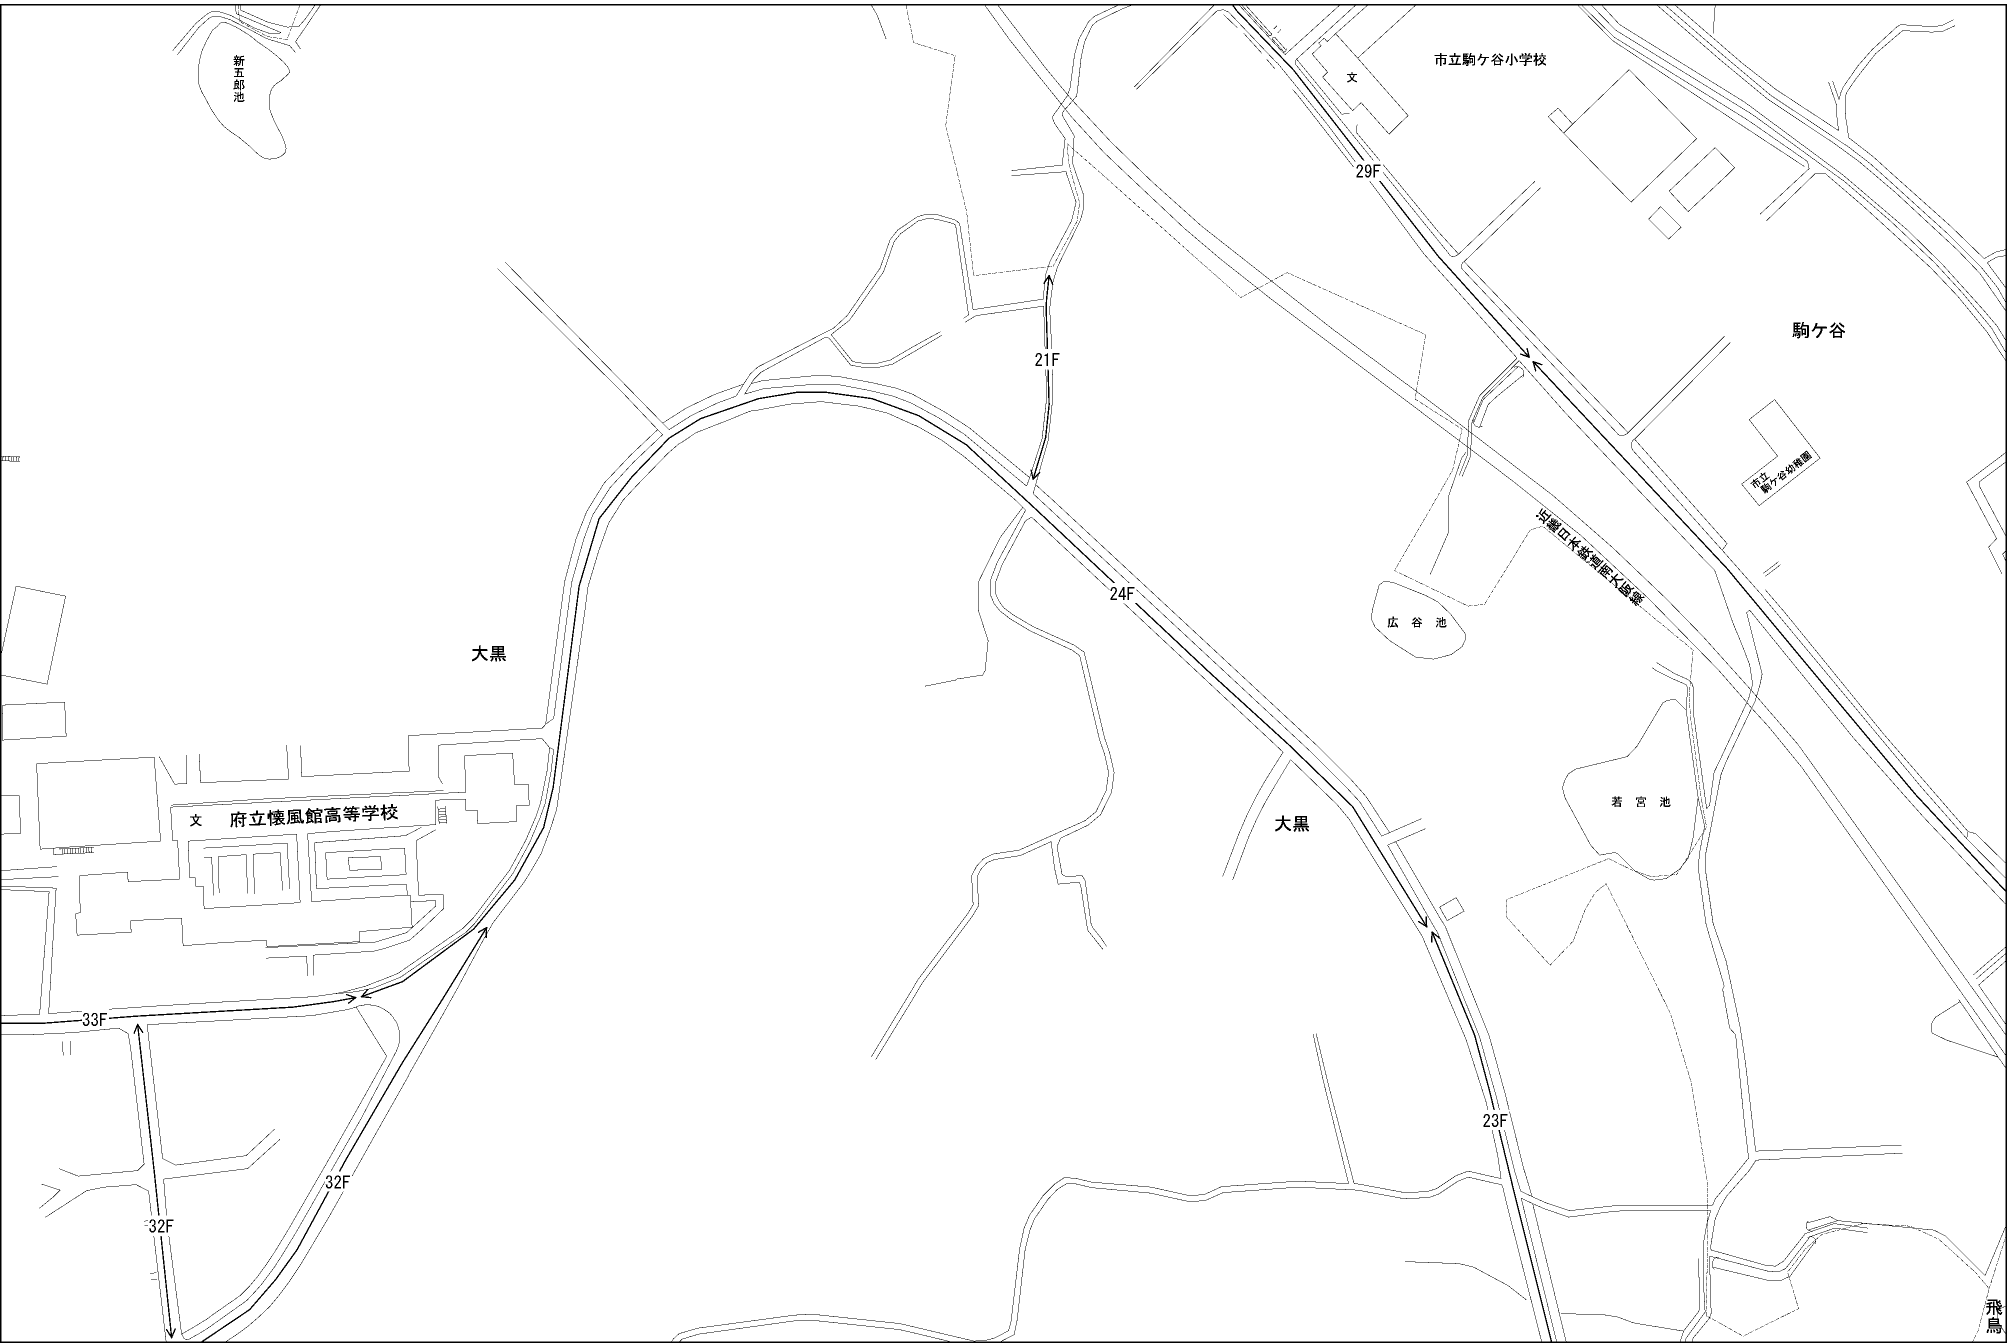 新五郎池
市立駒ケ谷小学校
文
29F
駒ケ谷
21F
市立
駒ケ谷幼稚園
近畿日本鉄道南大阪線
24F
広谷池
大黒
若宮池
大黒
府立懐風館高等学校
文
33F
23F
32F
32F
飛鳥